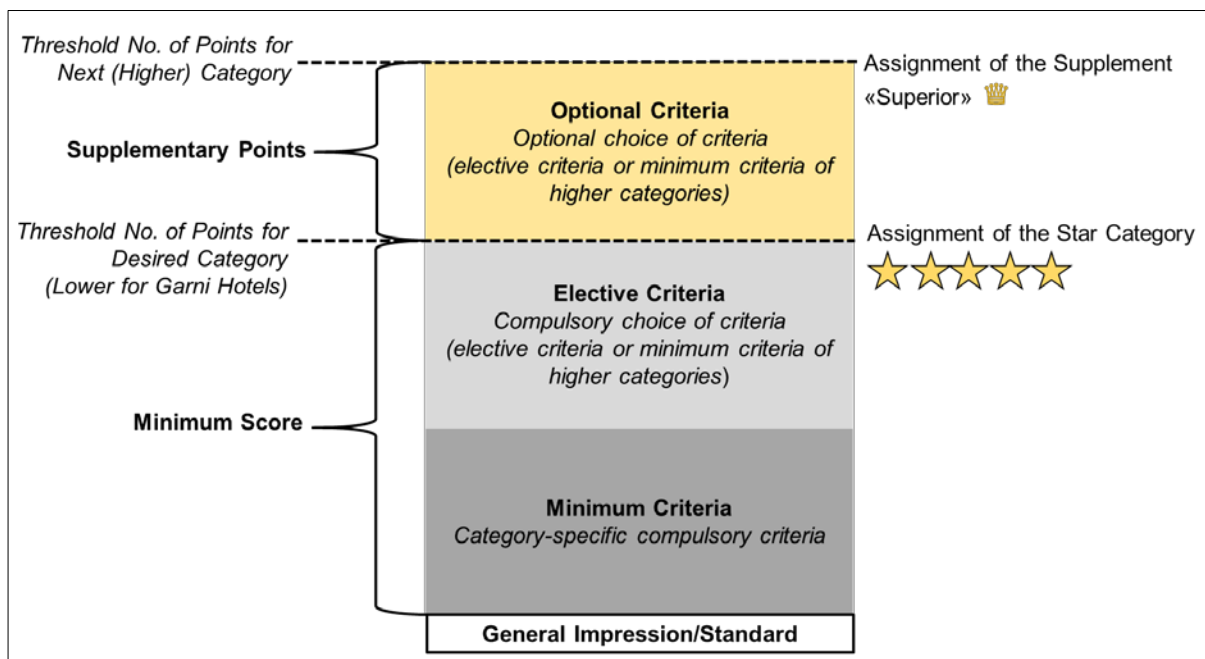 Threshold No. of Points for
Next (Higher) Category
Assignment of the Supplement
«Superior»
Optional Criteria
Optional choice of criteria
(elective criteria or minimum criteria of
higher categories)
Supplementary Points
Threshold No. of Points for
Desired Category
(Lower for Garni Hotels)
Assignment of the Star Category
Elective Criteria
Compulsory choice of criteria
(elective criteria or minimum criteria of
higher categories)
Minimum Score
Minimum Criteria
Category-specific compulsory criteria
General Impression/Standard